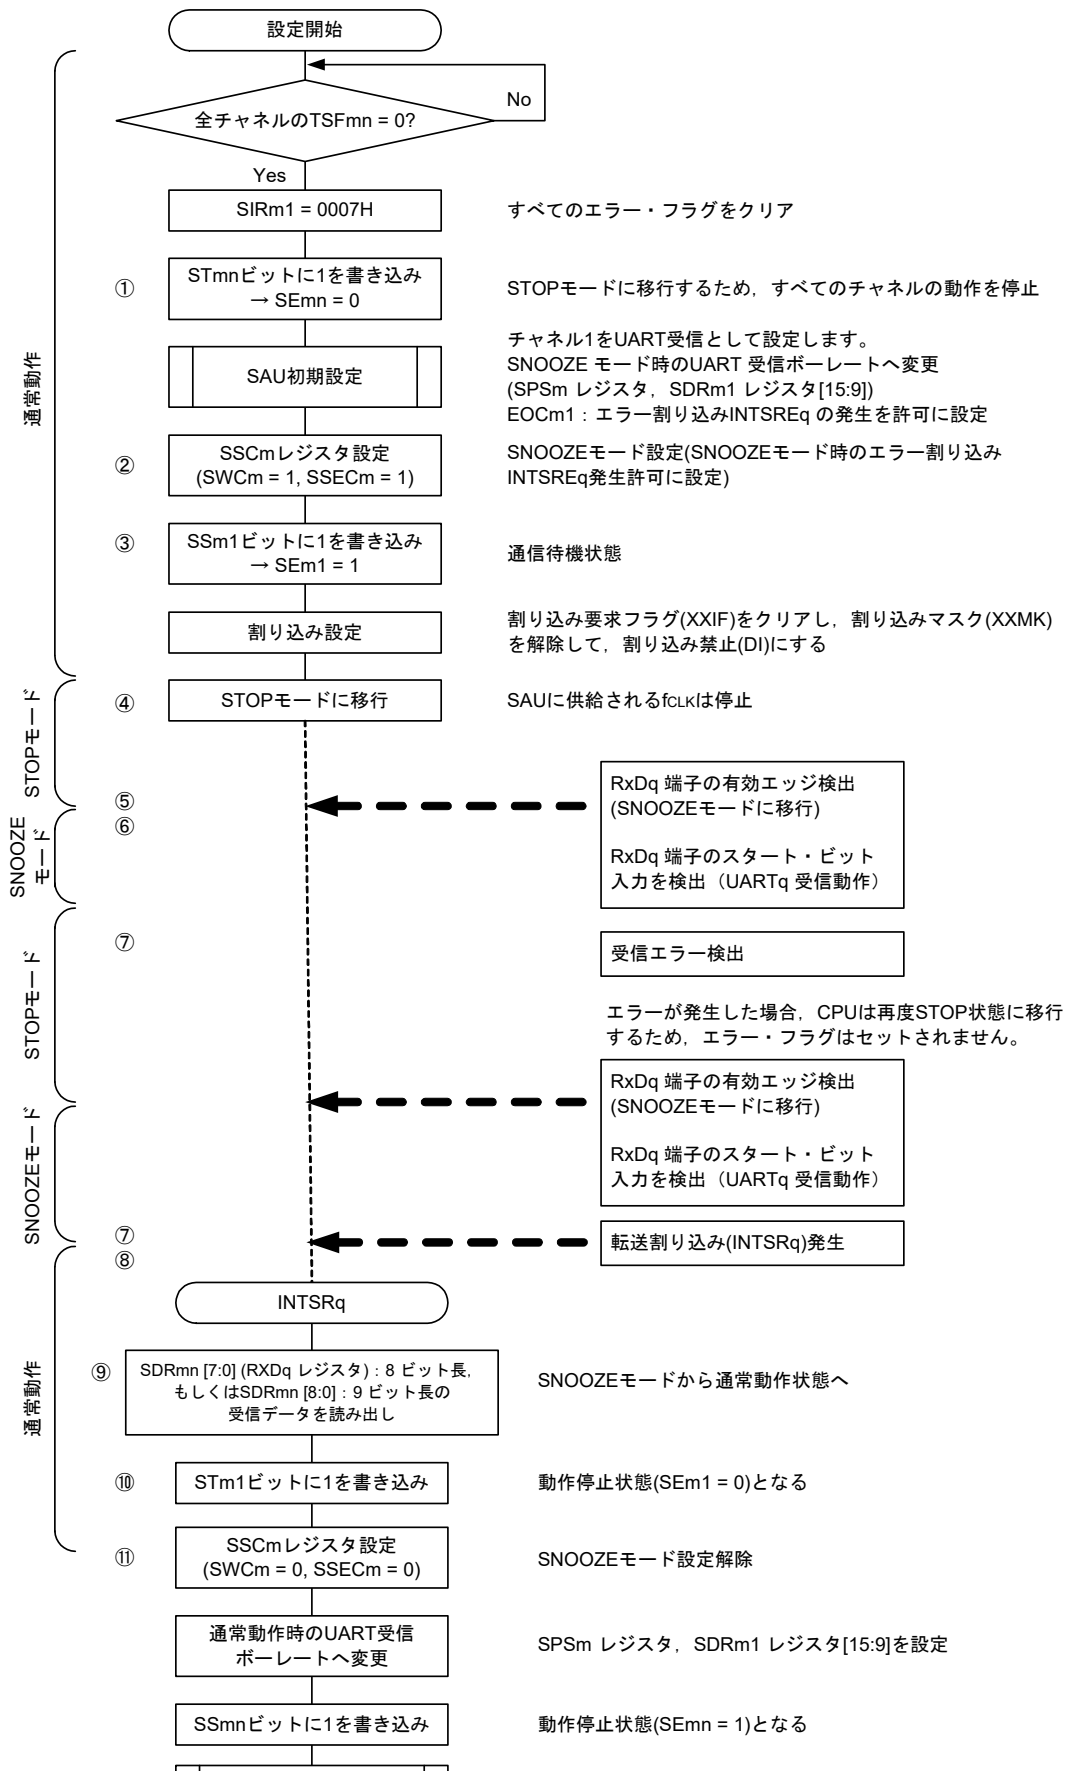 設定開始
全チャネルのTSFmn = 0?
No
Yes
SIRm1 = 0007H
すべてのエラー・フラグをクリア
①
STmnビットに1を書き込み
→ SEmn = 0
STOPモードに移行するため，すべてのチャネルの動作を停止
通常動作
SAU初期設定
チャネル1をUART受信として設定します。
SNOOZE モード時のUART 受信ボーレートへ変更
(SPSm レジスタ，SDRm1 レジスタ[15:9])
EOCm1：エラー割り込みINTSREq の発生を許可に設定
②
SSCmレジスタ設定
(SWCm = 1, SSECm = 1)
SNOOZEモード設定(SNOOZEモード時のエラー割り込み
INTSREq発生許可に設定)
③
SSm1ビットに1を書き込み
→ SEm1 = 1
通信待機状態
割り込み設定
割り込み要求フラグ(XXIF)をクリアし，割り込みマスク(XXMK)
を解除して，割り込み禁止(DI)にする
STOPモード
④
STOPモードに移行
SAUに供給されるfCLKは停止
⑤
RxDq 端子の有効エッジ検出
(SNOOZEモードに移行)
RxDq 端子のスタート・ビット
入力を検出（UARTq 受信動作）
SNOOZE
モード
⑥
STOPモード
⑦
受信エラー検出
エラーが発生した場合，CPUは再度STOP状態に移行
するため，エラー・フラグはセットされません。
RxDq 端子の有効エッジ検出
(SNOOZEモードに移行)
RxDq 端子のスタート・ビット
入力を検出（UARTq 受信動作）
SNOOZEモード
⑦
転送割り込み(INTSRq)発生
⑧
INTSRq
通常動作
⑨
SDRmn [7:0] (RXDq レジスタ)：8 ビット長,
もしくはSDRmn [8:0]：9 ビット長の
受信データを読み出し
SNOOZEモードから通常動作状態へ
⑩
STm1ビットに1を書き込み
動作停止状態(SEm1 = 0)となる
⑪
SSCmレジスタ設定
(SWCm = 0, SSECm = 0)
SNOOZEモード設定解除
通常動作時のUART受信
ボーレートへ変更
SPSm レジスタ，SDRm1 レジスタ[15:9]を設定
SSmnビットに1を書き込み
動作停止状態(SEmn = 1)となる